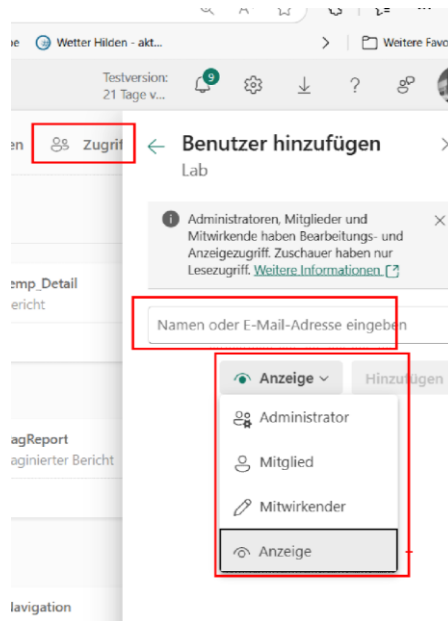 Wetter Hilden - akt...
Weitere Favo
Testversion:
21 Tage v...
9
?
en
Zugrif
Benutzer hinzufügen
Lab
Administratoren, Mitglieder und
Mitwirkende haben Bearbeitungs- und
Anzeigezugriff. Zuschauer haben nur
Lesezugriff. Weitere Informationen
emp_Detail
ericht
Namen oder E-Mail-Adresse eingeben
Anzeige
Hinzufügen
Administrator
agReport
Mitglied
aginierter Bericht
Mitwirkender
Anzeige
Navigation